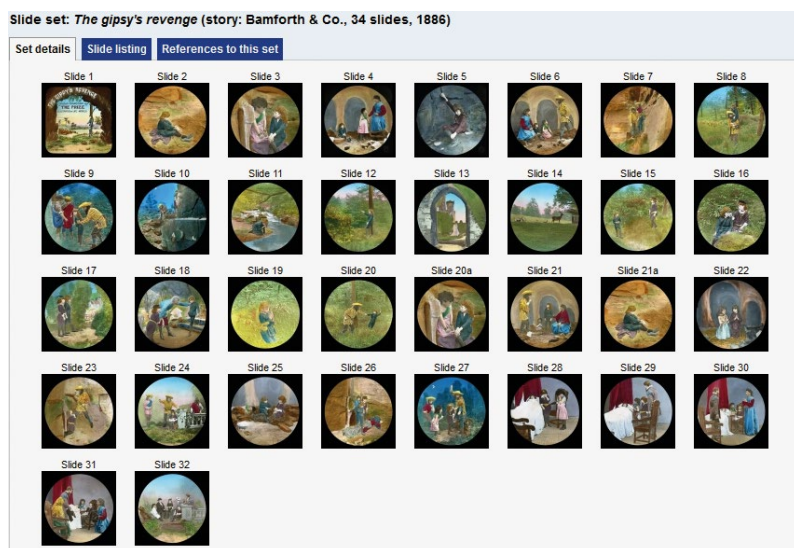 Slide set: The gipsy's revenge (story: Bamforth & Co., 34 slides, 1886)
Set details Slide listing References to this set
Slide 1 Slide 2 Slide 3 Slide 4 Slide 5 Slide 6 Slide 7 Slide 8
THE GIPSY'S REVENGE
Slide 9 Slide 10 Slide 11 Slide 12 Slide 13 Slide 14 Slide 15 Slide 16
Slide 17 Slide 18 Slide 19 Slide 20 Slide 20a Slide 21 Slide 21a Slide 22
Slide 23 Slide 24 Slide 25 Slide 26 Slide 27 Slide 28 Slide 29 Slide 30
Slide 31 Slide 32